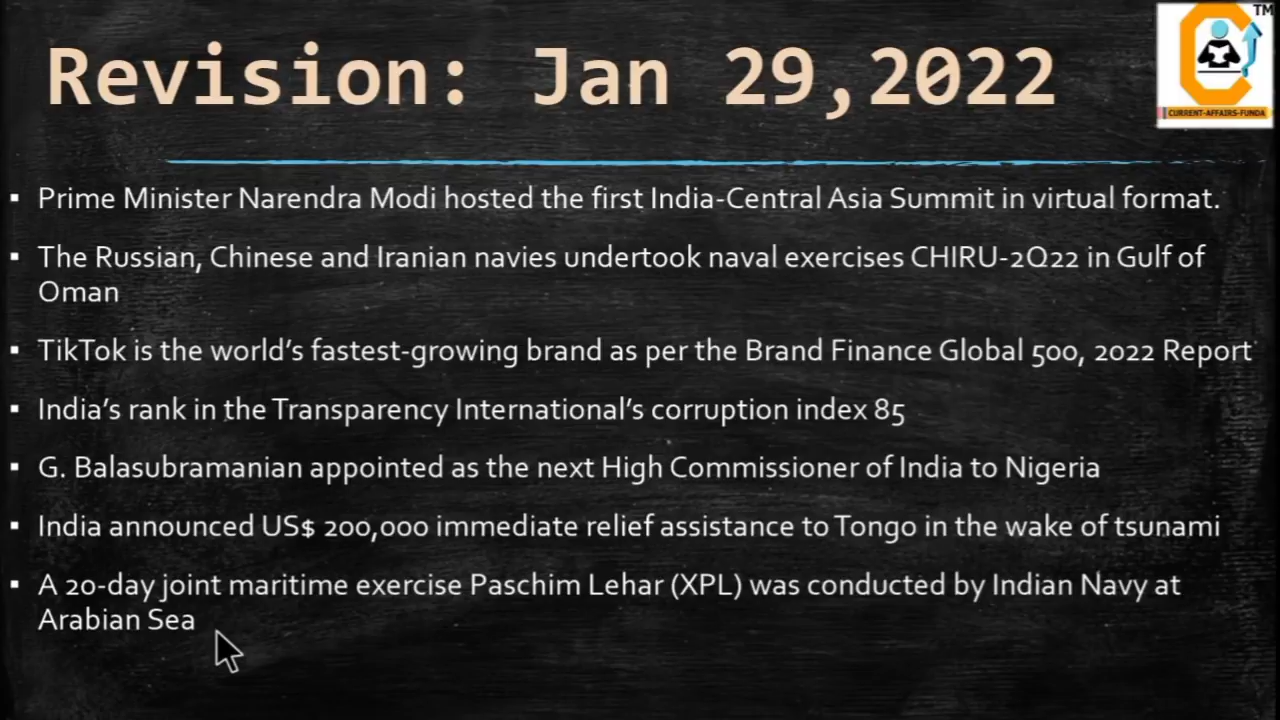 Revision: Jan 29,2022
TM
CURRENT-AFFAIRS-FUNDA
▪ Prime Minister Narendra Modi hosted the first India-Central Asia Summit in virtual format.
▪ The Russian, Chinese and Iranian navies undertook naval exercises CHIRU-2Q22 in Gulf of
Oman
▪ TikTok is the world’s fastest-growing brand as per the Brand Finance Global 500, 2022 Report
▪ India’s rank in the Transparency International’s corruption index 85
▪ G. Balasubramanian appointed as the next High Commissioner of India to Nigeria
▪ India announced US$ 200,000 immediate relief assistance to Tongo in the wake of tsunami
▪ A 20-day joint maritime exercise Paschim Lehar (XPL) was conducted by Indian Navy at
Arabian Sea